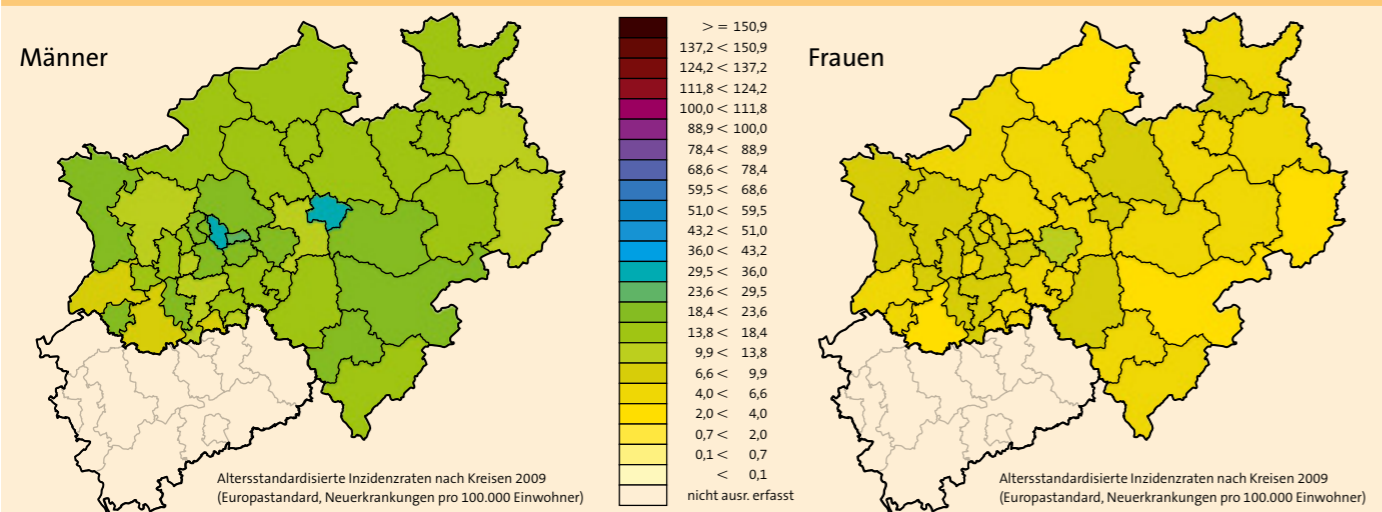 Männer
> = 150,9
137,2 < 150,9
124,2 < 137,2
111,8 < 124,2
100,0 < 111,8
88,9 < 100,0
78,4 < 88,9
68,6 < 78,4
59,5 < 68,6
51,0 < 59,5
43,2 < 51,0
36,0 < 43,2
29,5 < 36,0
23,6 < 29,5
18,4 < 23,6
13,8 < 18,4
9,9 < 13,8
6,6 < 9,9
4,0 < 6,6
2,0 < 4,0
0,7 < 2,0
0,1 < 0,7
< 0,1
nicht ausr. erfasst
Altersstandardisierte Inzidenzraten nach Kreisen 2009
(Europastandard, Neuerkrankungen pro 100.000 Einwohner)
Frauen
Altersstandardisierte Inzidenzraten nach Kreisen 2009
(Europastandard, Neuerkrankungen pro 100.000 Einwohner)